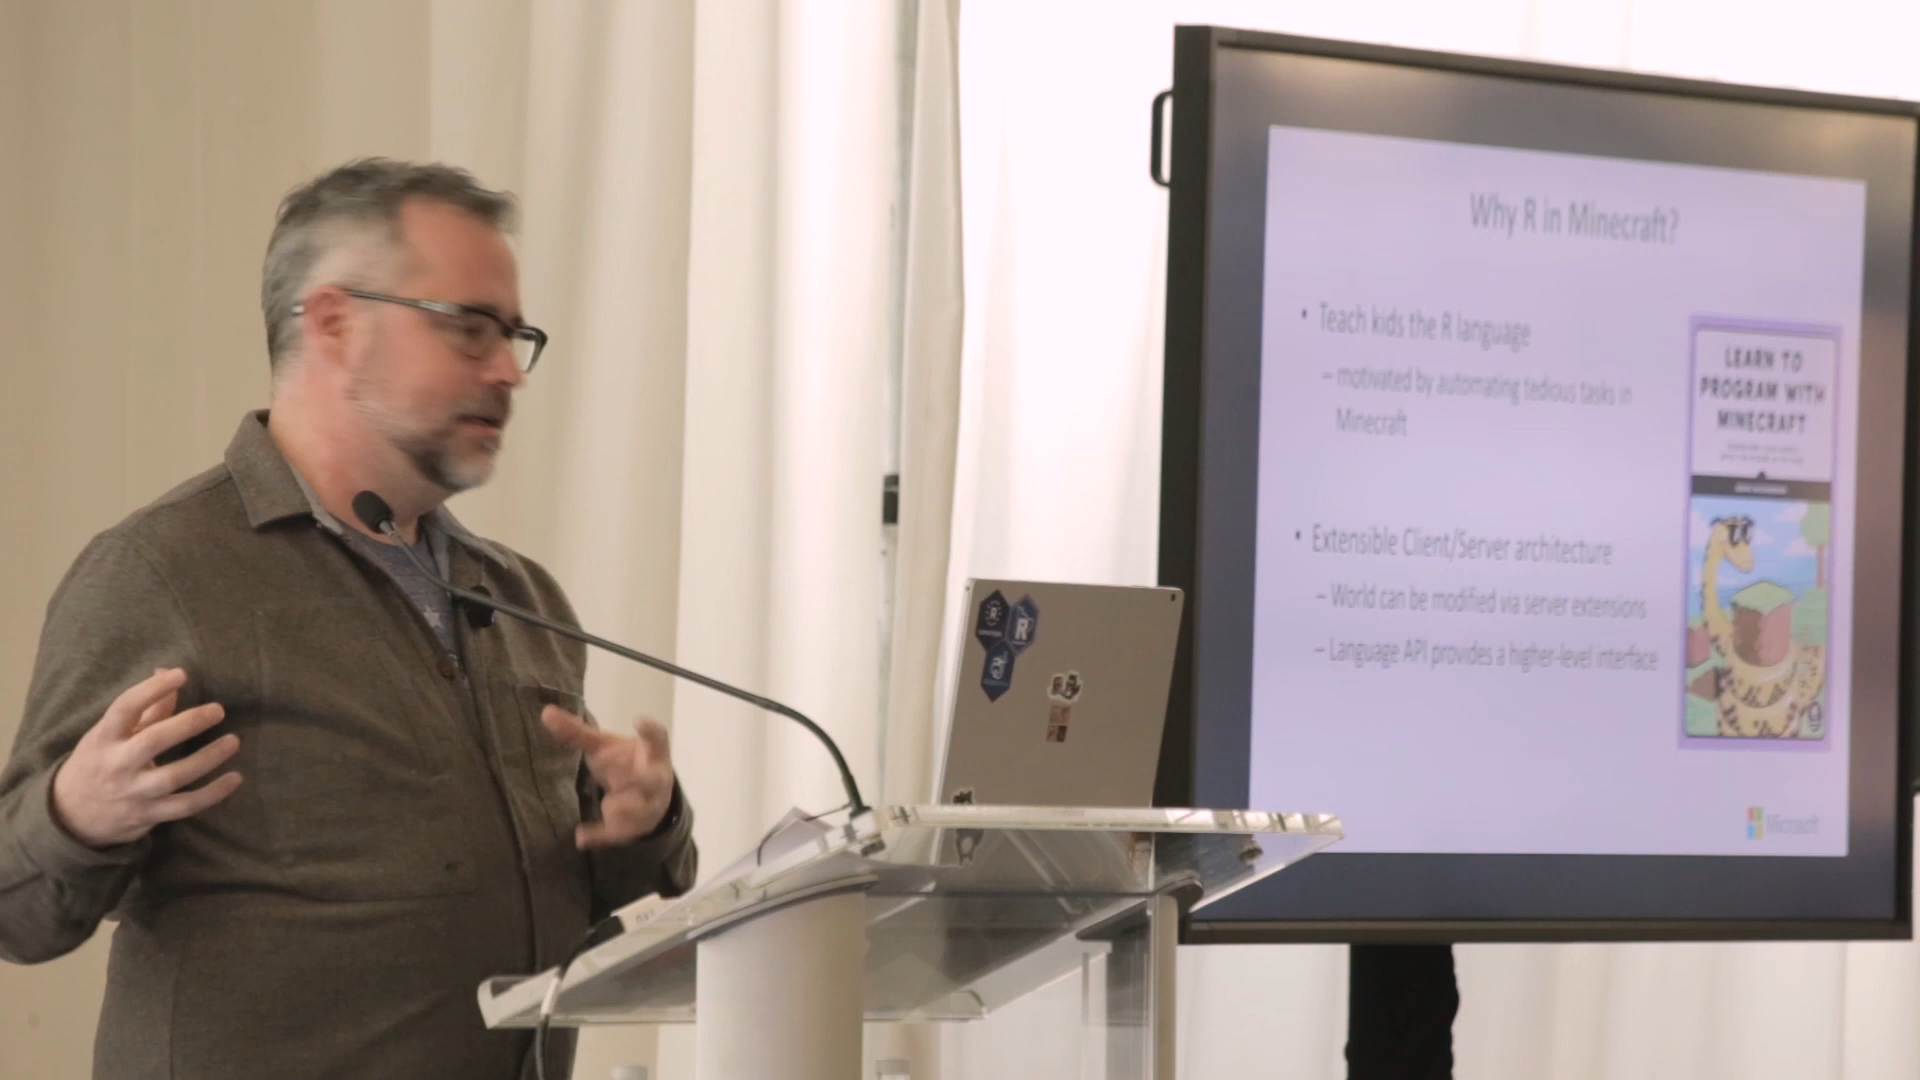 Why R in Minecraft?
• Teach kids the R language
– motivated by automating tedious tasks in
Minecraft
• Extensible Client/Server architecture
– World can be modified via server extensions
– Language API provides a higher-level interface
LEARN TO
PROGRAM WITH
MINECRAFT
Microsoft
R
R